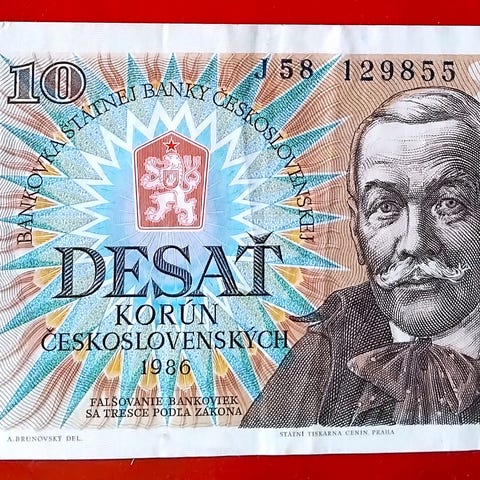 10
J 58 129855
BANKOVKA ŠTÁTNEJ BANKY ČESKOSLOVENSKEJ
DESAŤ
KORÚN
ČESKOSLOVENSKÝCH
1986
FALŠOVANIE BANKOVIEK
SA TRESCE PODĽA ZÁKONA
A. BRUNOVSKÝ DEL.
STÁTNÍ TISKÁRNA CENIN, PRAHA